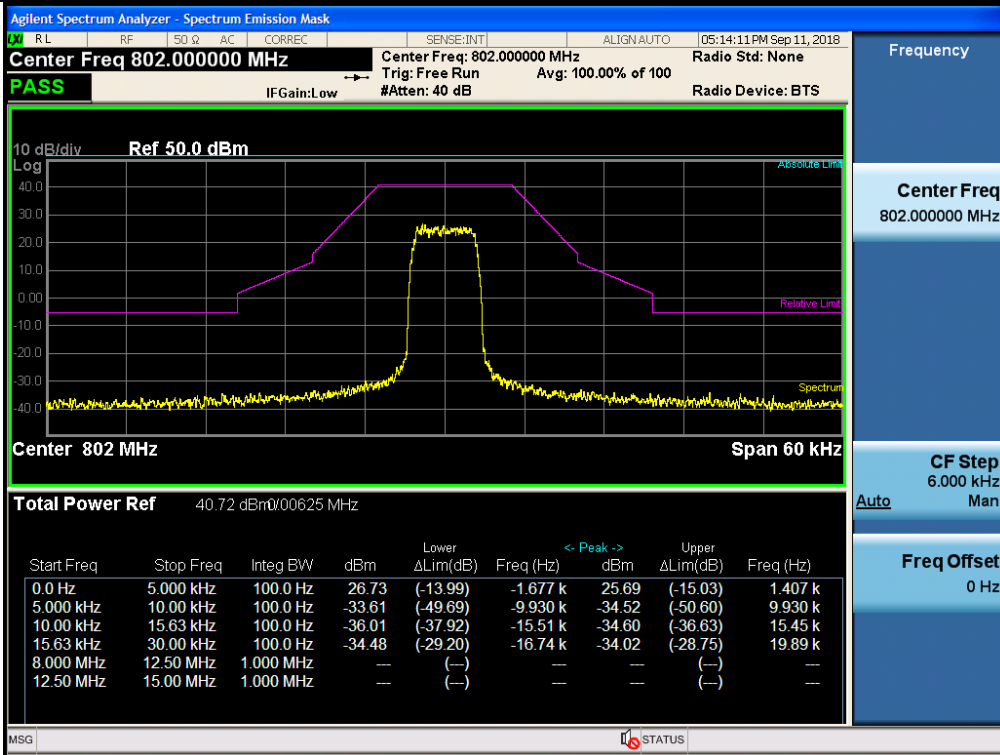 Agilent Spectrum Analyzer - Spectrum Emission Mask
LXI RL RF 50 Ω AC CORREC SENSE:INT ALIGN AUTO 05:14:11 PM Sep 11, 2018
Center Freq 802.000000 MHz
Center Freq: 802.000000 MHz Radio Std: None
Trig: Free Run Avg: 100.00% of 100
PASS IFGain:Low #Atten: 40 dB Radio Device: BTS
10 dB/div Ref 50.0 dBm
Log
Absolute Limit
40.0
30.0
20.0
10.0
0.00
Relative Limit
-10.0
-20.0
-30.0
Spectrum
-40.0
Center 802 MHz Span 60 kHz
Total Power Ref 40.72 dBm/0.00625 MHz
Lower <- Peak -> Upper
Start Freq Stop Freq Integ BW dBm ΔLim(dB) Freq (Hz) dBm ΔLim(dB) Freq (Hz)
0.0 Hz 5.000 kHz 100.0 Hz 26.73 (-13.99) -1.677 k 25.69 (-15.03) 1.407 k
5.000 kHz 10.00 kHz 100.0 Hz -33.61 (-49.69) -9.930 k -34.52 (-50.60) 9.930 k
10.00 kHz 15.63 kHz 100.0 Hz -36.01 (-37.92) -15.51 k -34.60 (-36.63) 15.45 k
15.63 kHz 30.00 kHz 100.0 Hz -34.48 (-29.20) -16.74 k -34.02 (-28.75) 19.89 k
8.000 MHz 12.50 MHz 1.000 MHz --- (---) --- --- (---) ---
12.50 MHz 15.00 MHz 1.000 MHz --- (---) --- --- (---) ---
MSG STATUS
Frequency
Center Freq
802.000000 MHz
CF Step
6.000 kHz
Auto Man
Freq Offset
0 Hz